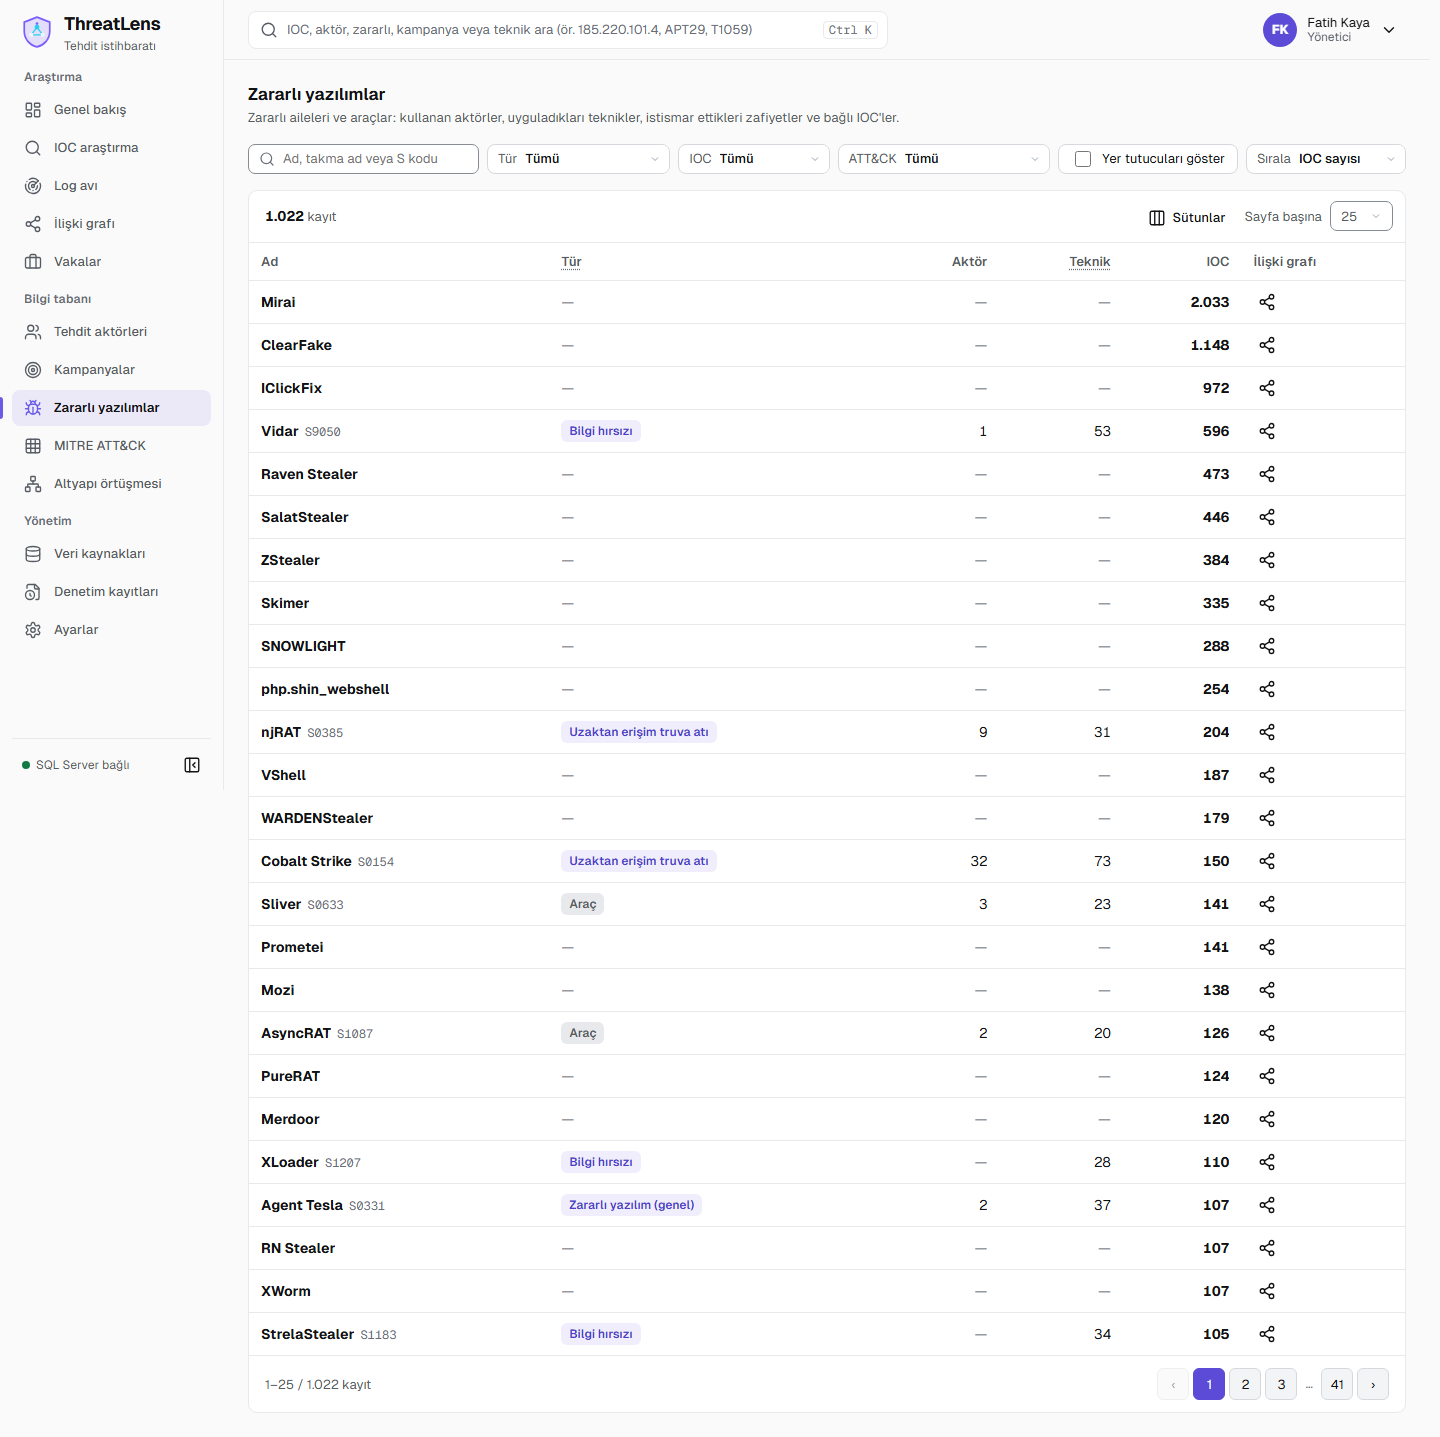 ThreatLens
Tehdit istihbaratı
IOC, aktör, zararlı, kampanya veya teknik ara (ör. 185.220.101.4, APT29, T1059)
Ctrl K
FK
Fatih Kaya
Yönetici
Araştırma
Genel bakış
IOC araştırma
Log avı
İlişki grafı
Vakalar
Bilgi tabanı
Tehdit aktörleri
Kampanyalar
Zararlı yazılımlar
MITRE ATT&CK
Altyapı örtüşmesi
Yönetim
Veri kaynakları
Denetim kayıtları
Ayarlar
SQL Server bağlı
Zararlı yazılımlar
Zararlı aileleri ve araçlar: kullanan aktörler, uyguladıkları teknikler, istismar ettikleri zafiyetler ve bağlı IOC'ler.
Ad, takma ad veya S kodu
Tür Tümü
IOC Tümü
ATT&CK Tümü
Yer tutucuları göster
Sırala IOC sayısı
1.022 kayıt
Sütunlar
Sayfa başına 25
Ad Tür Aktör Teknik IOC İlişki grafı
Mirai — — — 2.033
ClearFake — — — 1.148
IClickFix — — — 972
Vidar S9050 Bilgi hırsızı 1 53 596
Raven Stealer — — — 473
SalatStealer — — — 446
ZStealer — — — 384
Skimer — — — 335
SNOWLIGHT — — — 288
php.shin_webshell — — — 254
njRAT S0385 Uzaktan erişim truva atı 9 31 204
VShell — — — 187
WARDENStealer — — — 179
Cobalt Strike S0154 Uzaktan erişim truva atı 32 73 150
Sliver S0633 Araç 3 23 141
Prometei — — — 141
Mozi — — — 138
AsyncRAT S1087 Araç 2 20 126
PureRAT — — — 124
Merdoor — — — 120
XLoader S1207 Bilgi hırsızı — 28 110
Agent Tesla S0331 Zararlı yazılım (genel) 2 37 107
RN Stealer — — — 107
XWorm — — — 107
StrelaStealer S1183 Bilgi hırsızı — 34 105
1–25 / 1.022 kayıt
‹ 1 2 3 … 41 ›